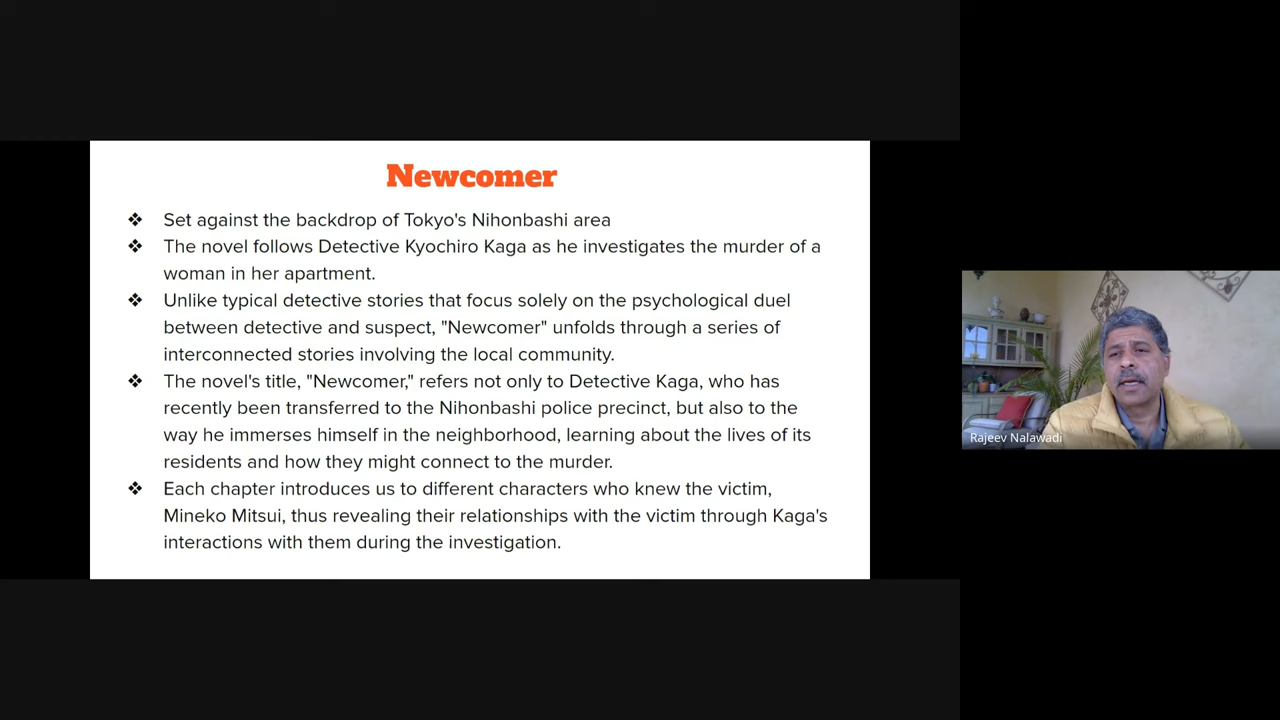 Newcomer
❖ Set against the backdrop of Tokyo's Nihonbashi area
❖ The novel follows Detective Kyochiro Kaga as he investigates the murder of a
woman in her apartment.
❖ Unlike typical detective stories that focus solely on the psychological duel
between detective and suspect, "Newcomer" unfolds through a series of
interconnected stories involving the local community.
❖ The novel's title, "Newcomer," refers not only to Detective Kaga, who has
recently been transferred to the Nihonbashi police precinct, but also to the
way he immerses himself in the neighborhood, learning about the lives of its
residents and how they might connect to the murder.
❖ Each chapter introduces us to different characters who knew the victim,
Mineko Mitsui, thus revealing their relationships with the victim through Kaga's
interactions with them during the investigation.
Rajeev Nalawadi